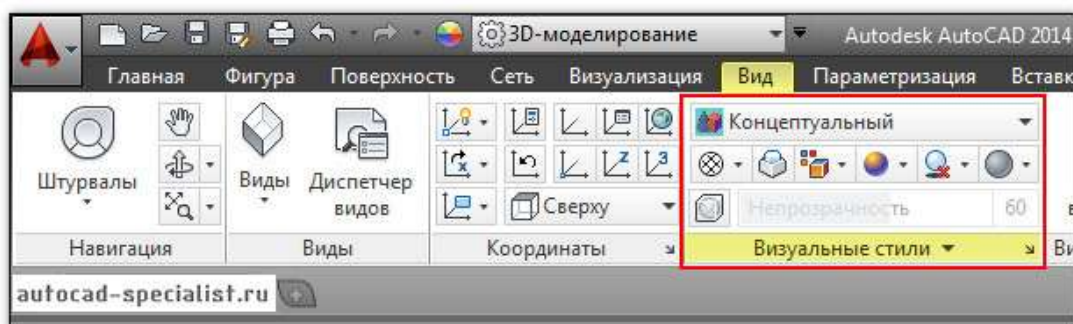 3D-моделирование
Autodesk AutoCAD 2014
Главная Фигура Поверхность Сеть Визуализация Вид Параметризация
Концептуальный
Штурвалы
Виды
Диспетчер видов
Сверху
Непрозрачность 60
Навигация Виды Координаты Визуальные стили
autocad-specialist.ru